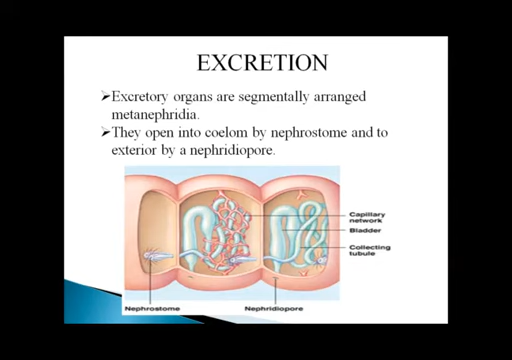 EXCRETION
➤Excretory organs are segmentally arranged
metanephridia.
➤They open into coelom by nephrostome and to
exterior by a nephridiopore.
Capillary
network
Bladder
Collecting
tubule
Nephrostome
Nephridiopore